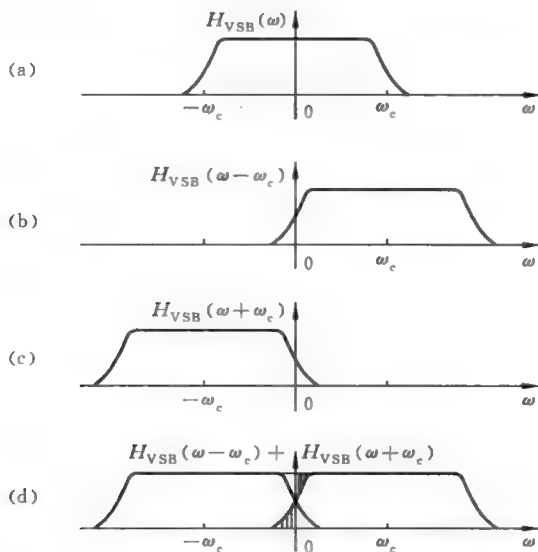 H_VSB(ω)
(a)
−ω_c
0
ω_c
ω
H_VSB(ω−ω_c)
(b)
0
ω_c
ω
H_VSB(ω+ω_c)
(c)
−ω_c
0
ω
H_VSB(ω−ω_c)+ H_VSB(ω+ω_c)
(d)
−ω_c
0
ω_c
ω